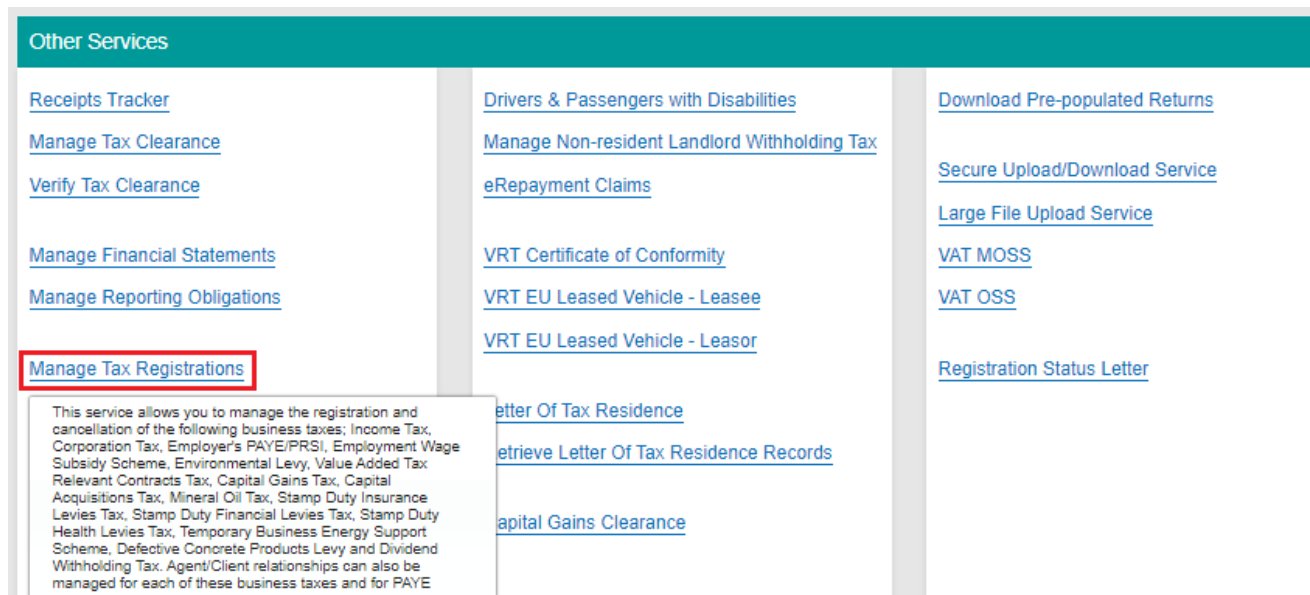 Other Services
Receipts Tracker
Manage Tax Clearance
Verify Tax Clearance
Manage Financial Statements
Manage Reporting Obligations
Manage Tax Registrations
This service allows you to manage the registration and
cancellation of the following business taxes; Income Tax,
Corporation Tax, Employer's PAYE/PRSI, Employment Wage
Subsidy Scheme, Environmental Levy, Value Added Tax
Relevant Contracts Tax, Capital Gains Tax, Capital
Acquisitions Tax, Mineral Oil Tax, Stamp Duty Insurance
Levies Tax, Stamp Duty Financial Levies Tax, Stamp Duty
Health Levies Tax, Temporary Business Energy Support
Scheme, Defective Concrete Products Levy and Dividend
Withholding Tax. Agent/Client relationships can also be
managed for each of these business taxes and for PAYE
Drivers & Passengers with Disabilities
Manage Non-resident Landlord Withholding Tax
eRepayment Claims
VRT Certificate of Conformity
VRT EU Leased Vehicle - Leasee
VRT EU Leased Vehicle - Leasor
etter Of Tax Residence
etrieve Letter Of Tax Residence Records
apital Gains Clearance
Download Pre-populated Returns
Secure Upload/Download Service
Large File Upload Service
VAT MOSS
VAT OSS
Registration Status Letter